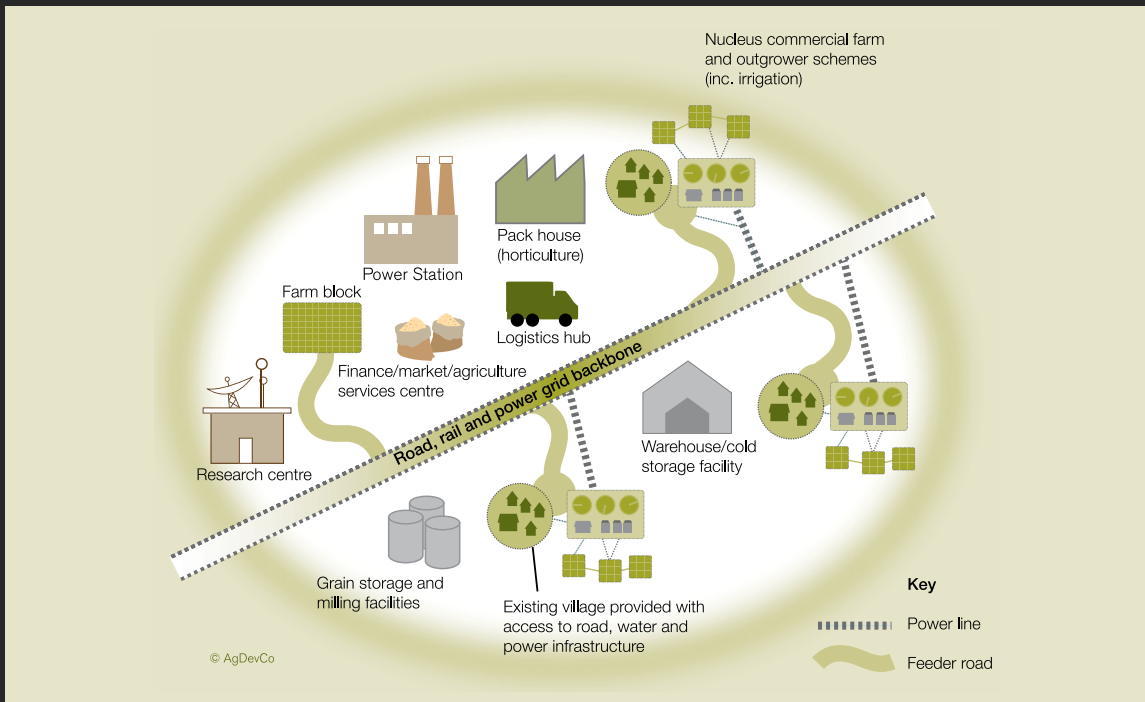 Nucleus commercial farm
and outgrower schemes
(inc. irrigation)
Pack house
(horticulture)
Power Station
Farm block
Logistics hub
Finance/market/agriculture
services centre
Road, rail and power grid backbone
Warehouse/cold
storage facility
Research centre
Grain storage and
milling facilities
Existing village provided with
access to road, water and
power infrastructure
Key
Power line
Feeder road
© AgDevCo